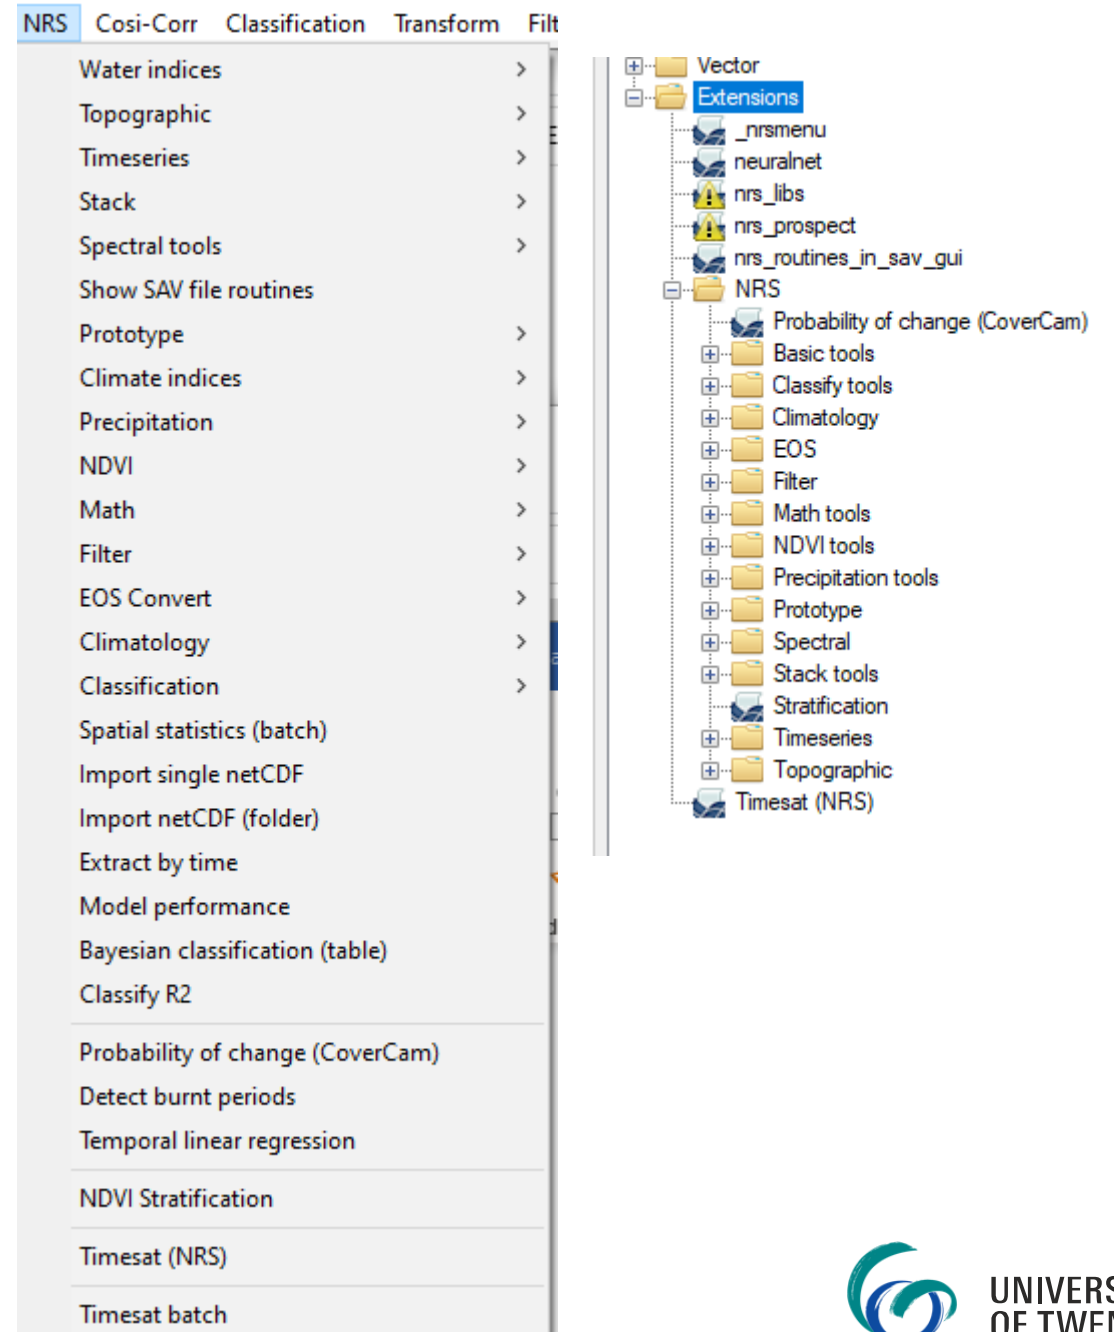 NRS Cosi-Corr Classification Transform Filt
Water indices
Topographic
Timeseries
Stack
Spectral tools
Show SAV file routines
Prototype
Climate indices
Precipitation
NDVI
Math
Filter
EOS Convert
Climatology
Classification
Spatial statistics (batch)
Import single netCDF
Import netCDF (folder)
Extract by time
Model performance
Bayesian classification (table)
Classify R2
Probability of change (CoverCam)
Detect burnt periods
Temporal linear regression
NDVI Stratification
Timesat (NRS)
Timesat batch
Vector
Extensions
_nrsmenu
neuralnet
nrs_libs
nrs_prospect
nrs_routines_in_sav_gui
NRS
Probability of change (CoverCam)
Basic tools
Classify tools
Climatology
EOS
Filter
Math tools
NDVI tools
Precipitation tools
Prototype
Spectral
Stack tools
Stratification
Timeseries
Topographic
Timesat (NRS)
UNIVERS
OF TWEN